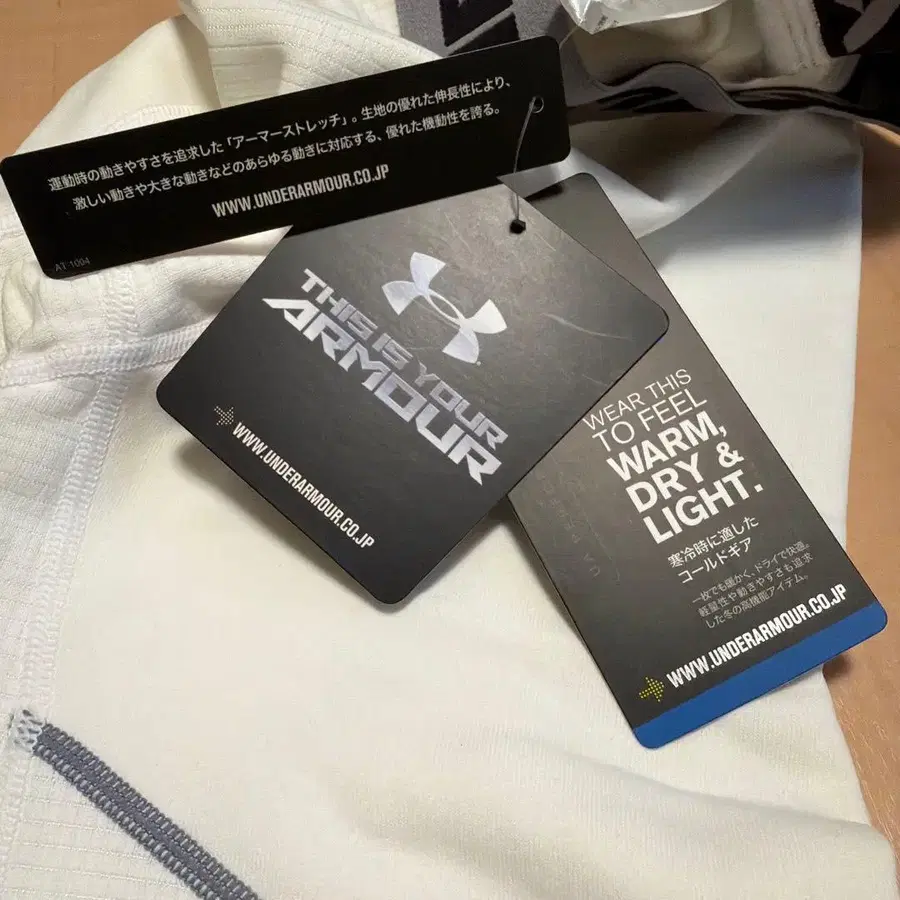 運動時の動きやすさを追求した「アーマーストレッチ」。生地の優れた伸長性により、
激しい動きや大きな動きなどのあらゆる動きに対応する、優れた機動性を誇る。
WWW.UNDERARMOUR.CO.JP
AT 1004
THIS IS YOUR
ARMOUR
WWW.UNDERARMOUR.CO.JP
WEAR THIS
TO FEEL
WARM,
DRY &
LIGHT.
寒冷時に適した
コールドギア
一枚でも暖かく、ドライで快適。
軽量性や動きやすさも追求
した冬の高機能アイテム。
WWW.UNDERARMOUR.CO.JP